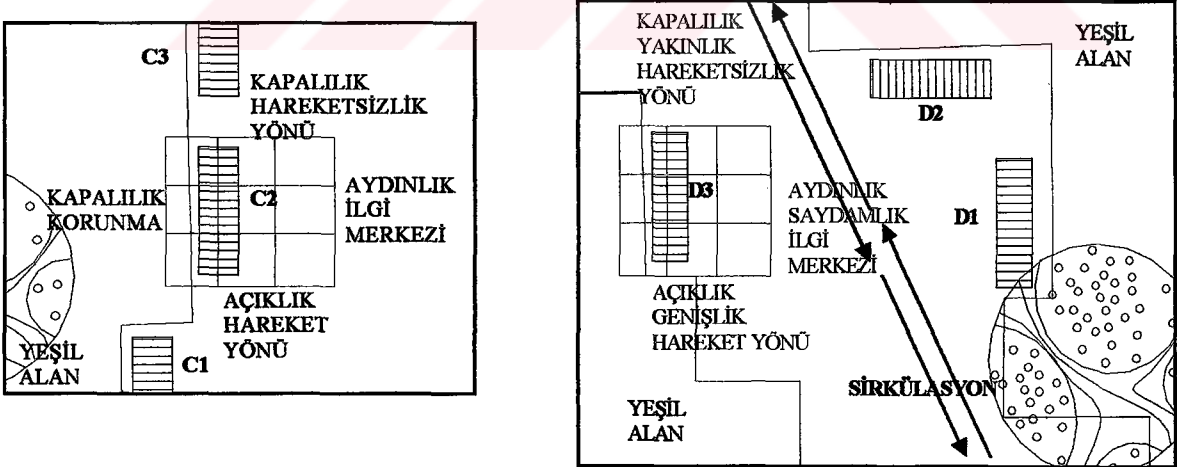 C3
KAPALILIK
HAREKETSİZLİK
YÖNÜ
KAPALILIK
KORUNMA
C2
AYDINLIK
İLGİ
MERKEZİ
AÇIKLIK
HAREKET
YÖNÜ
YEŞİL
ALAN
C1
KAPALILIK
YAKINLIK
HAREKETSİZLİK
YÖNÜ
YEŞİL
ALAN
D2
D3
AYDINLIK
SAYDAMLIK
İLGİ
MERKEZİ
D1
AÇIKLIK
GENİŞLİK
HAREKET YÖNÜ
SİRKÜLASYON
YEŞİL
ALAN